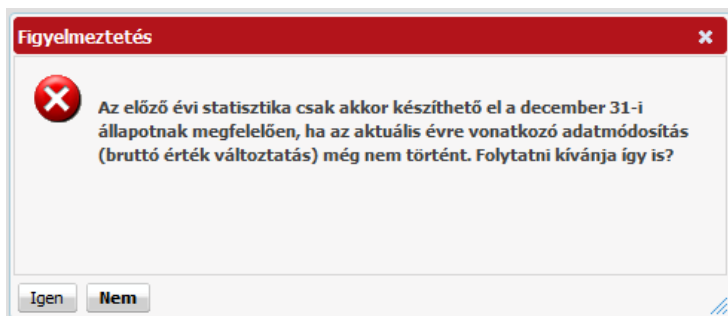 Figyelmeztetés
Az előző évi statisztika csak akkor készíthető el a december 31-i
állapotnak megfelelően, ha az aktuális évre vonatkozó adatmódosítás
(bruttó érték változtatás) még nem történt. Folytatni kívánja így is?
Igen Nem